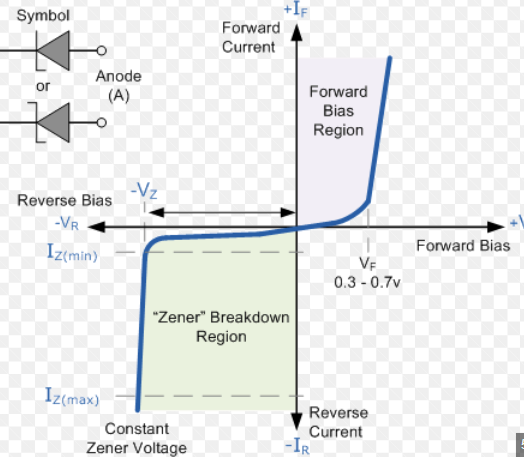 Symbol
or
Anode
(A)
+IF
Forward
Current
Forward
Bias
Region
Reverse Bias
-VZ
-VR
+V
Forward Bias
IZ(min)
VF
0.3 - 0.7v
"Zener" Breakdown
Region
IZ(max)
Constant
Zener Voltage
Reverse
Current
-IR